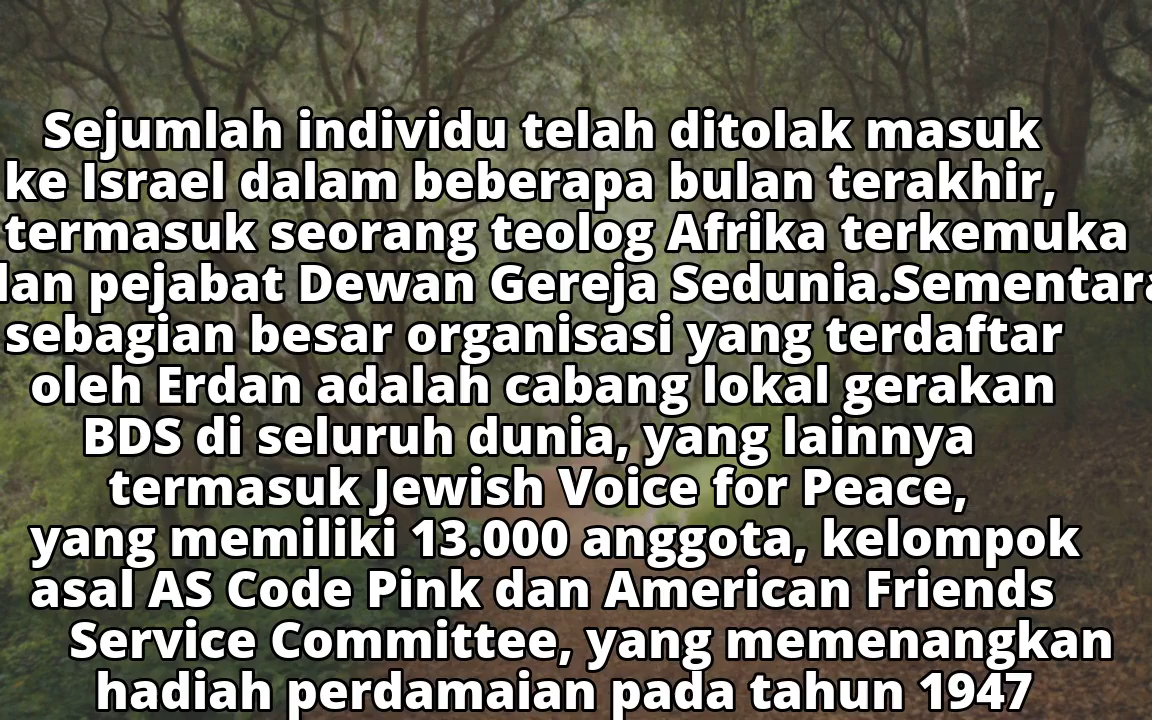 Sejumlah individu telah ditolak masuk
ke Israel dalam beberapa bulan terakhir,
termasuk seorang teolog Afrika terkemuka
dan pejabat Dewan Gereja Sedunia.Sementara
sebagian besar organisasi yang terdaftar
oleh Erdan adalah cabang lokal gerakan
BDS di seluruh dunia, yang lainnya
termasuk Jewish Voice for Peace,
yang memiliki 13.000 anggota, kelompok
asal AS Code Pink dan American Friends
Service Committee, yang memenangkan
hadiah perdamaian pada tahun 1947